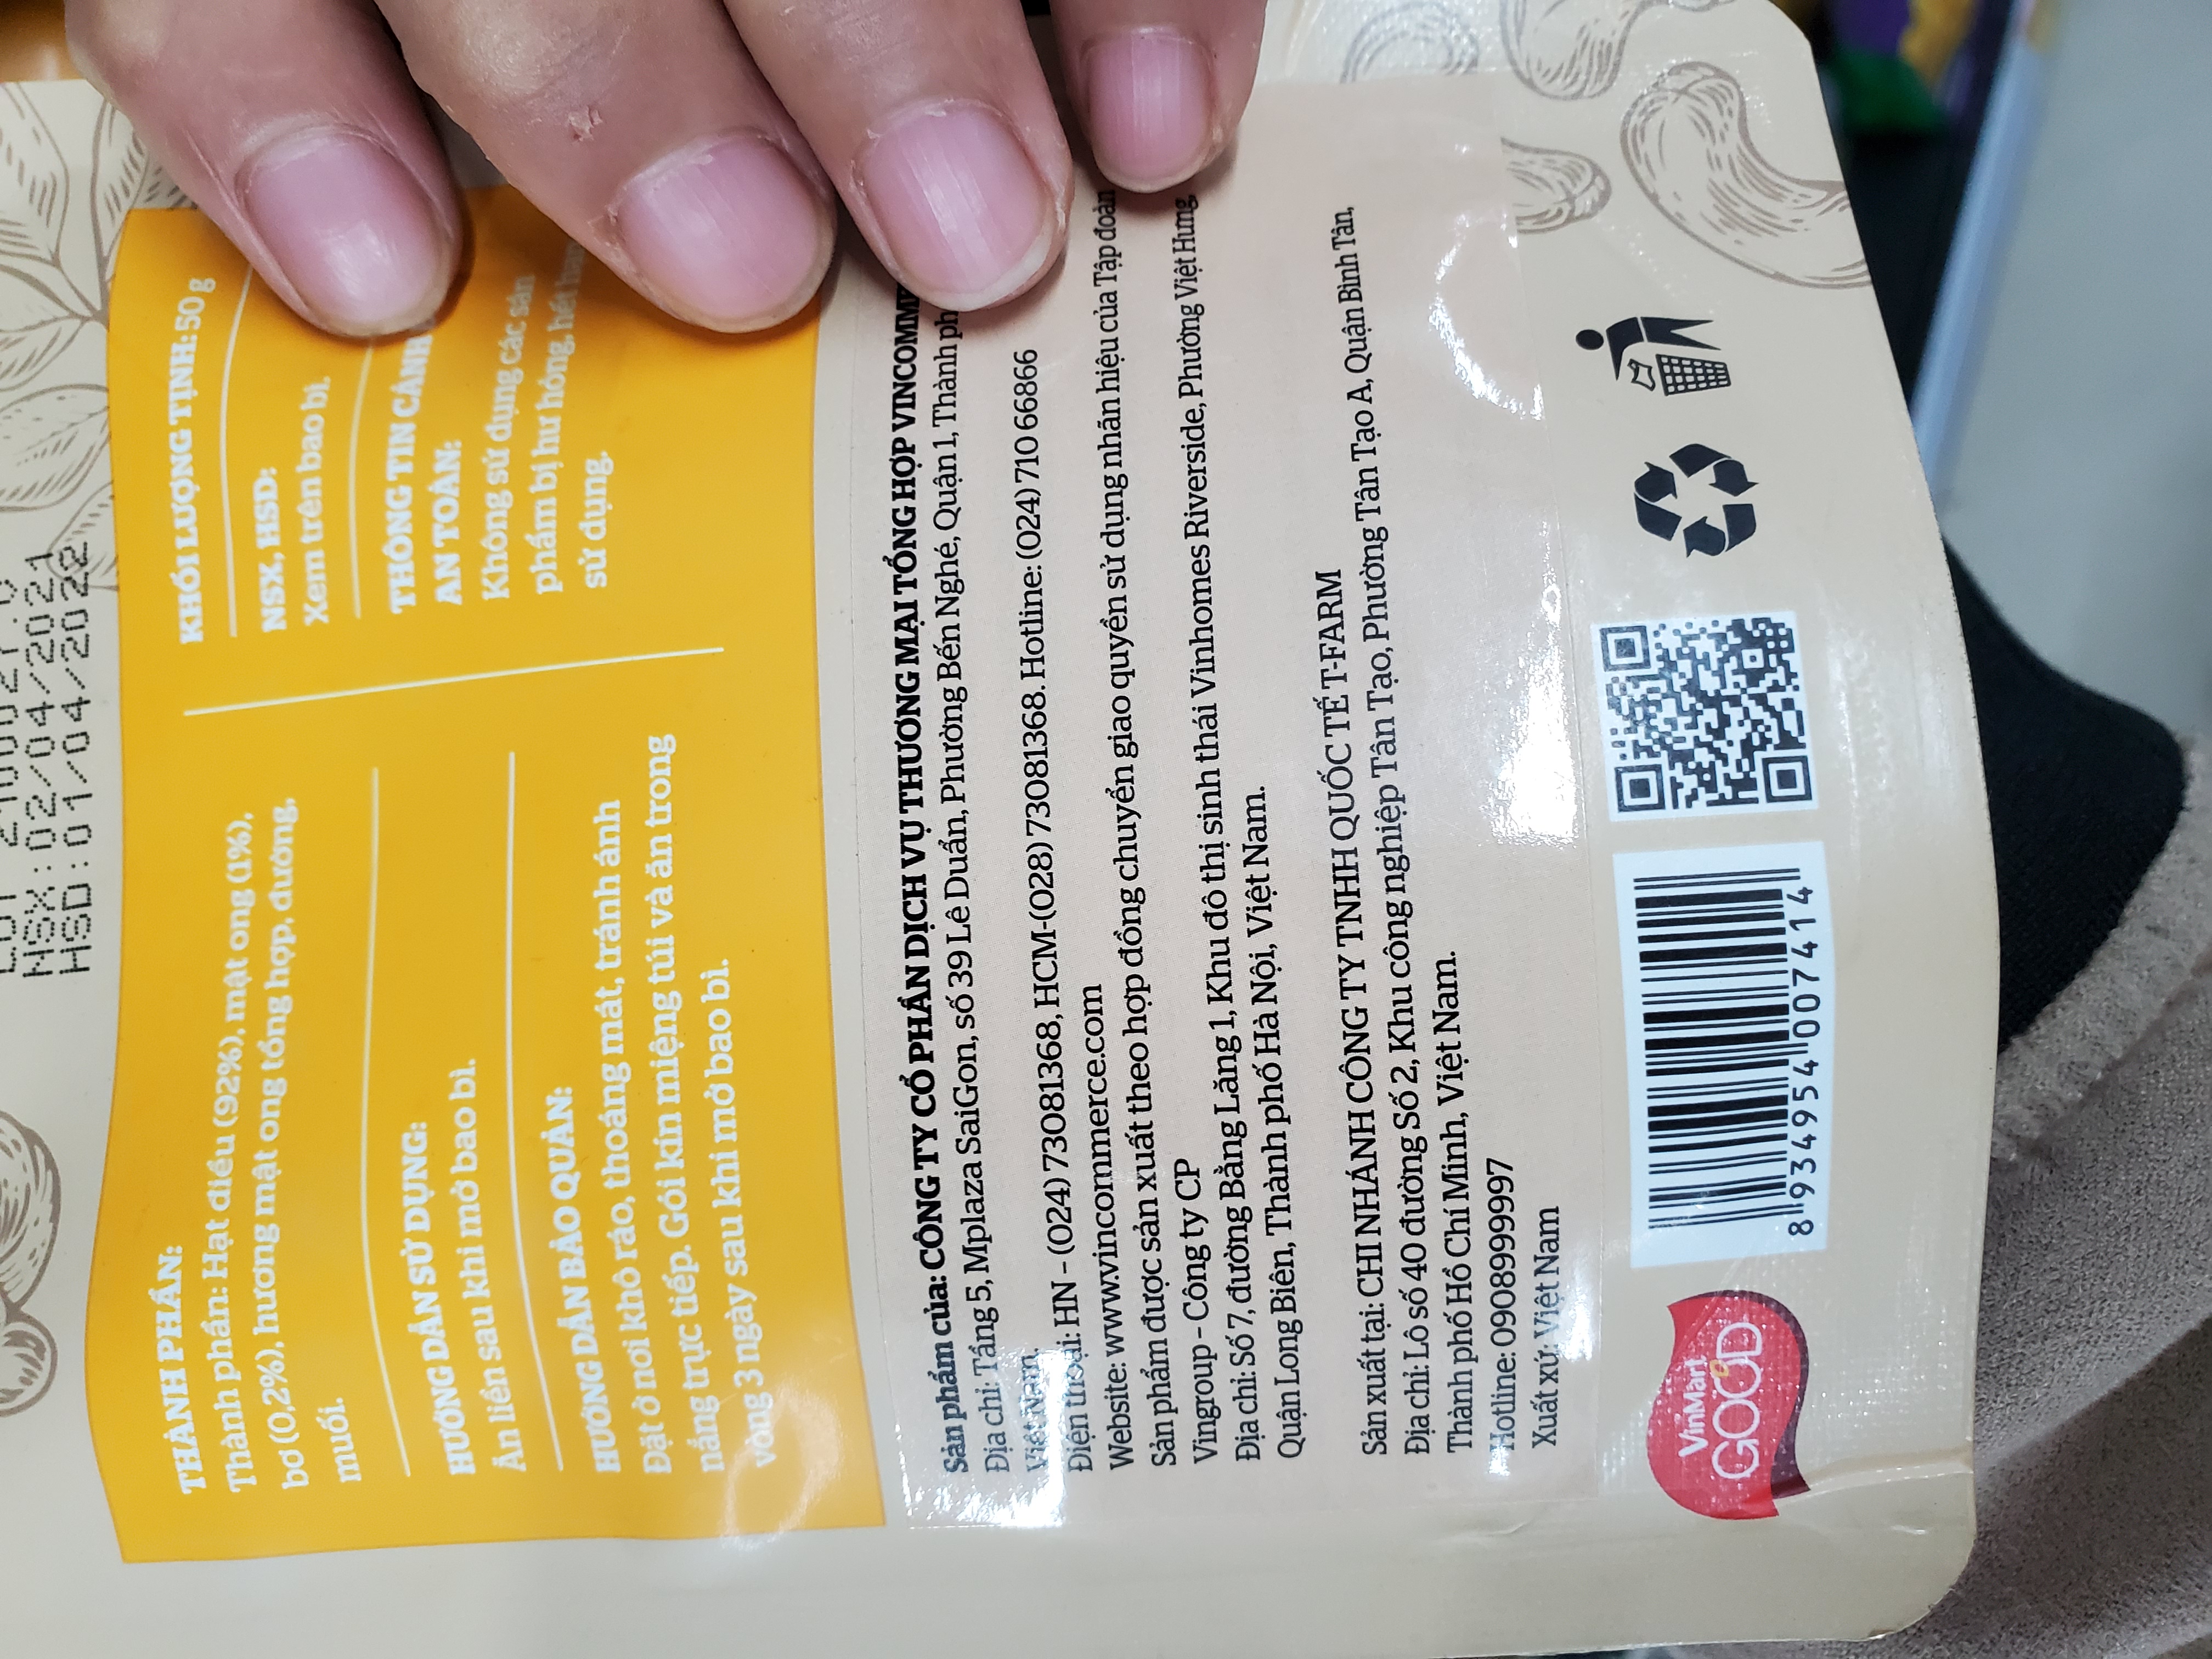 NSX: 02/04/2021
HSD: 01/04/2022
THÀNH PHẦN:
Thành phần: Hạt điều (92%), mật ong (1%),
bơ (0,2%), hương mật ong tổng hợp, đường,
muối.
HƯỚNG DẪN SỬ DỤNG:
Ăn liền sau khi mở bao bì.
HƯỚNG DẪN BẢO QUẢN:
Đặt ở nơi khô ráo, thoáng mát, tránh ánh
nắng trực tiếp. Gói kín miệng túi và ăn trong
vòng 3 ngày sau khi mở bao bì.
KHỐI LƯỢNG TỊNH: 50 g
NSX, HSD:
Xem trên bao bì.
THÔNG TIN CẢNH
AN TOÀN:
Không sử dụng các sản
phẩm bị hư hỏng, hết hạn
sử dụng.
Sản phẩm của: CÔNG TY CỔ PHẦN DỊCH VỤ THƯƠNG MẠI TỔNG HỢP
Địa chỉ: Tầng 5, Mplaza SaiGon, số 39 Lê Duẩn, Phường Bến Nghé, Quận 1, Thành
Việt Nam.
Điện thoại: HN - (024) 73081368, HCM-(028) 73081368. Hotline: (024) 710 66866
Website: www.vincommerce.com
Sản phẩm được sản xuất theo hợp đồng chuyển giao quyền sử dụng nhãn hiệu của Tập đoàn
Vingroup - Công ty CP
Địa chỉ: Số 7, đường Bằng Lăng 1, Khu đô thị sinh thái Vinhomes Riverside, Phường Việt Hưng,
Quận Long Biên, Thành phố Hà Nội, Việt Nam.
Sản xuất tại: CHI NHÁNH CÔNG TY TNHH QUỐC TẾ T-FARM
Địa chỉ: Lô số 40 đường Số 2, Khu công nghiệp Tân Tạo, Phường Tân Tạo A, Quận Bình Tân,
Thành phố Hồ Chí Minh, Việt Nam.
Hotline: 0908999997
Xuất xứ: Việt Nam
VinMart
GOOD
8 934954 007414